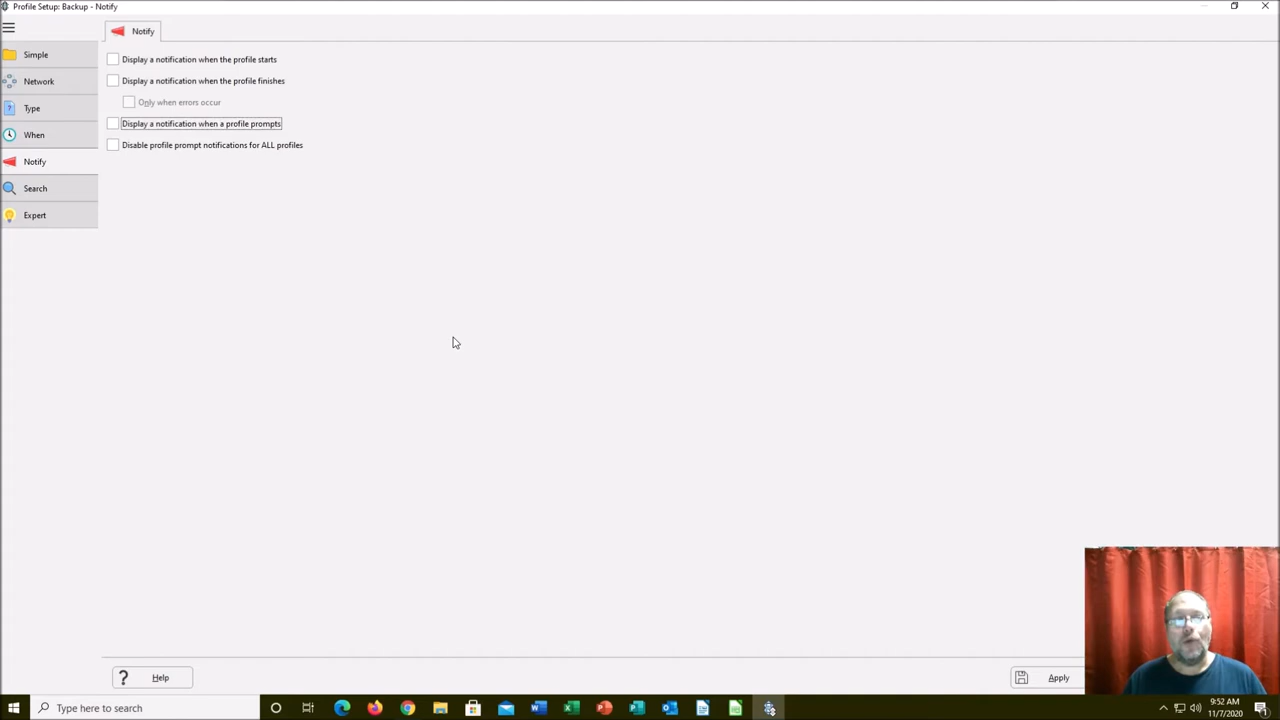 Profile Setup: Backup - Notify
Notify
Simple
Network
Type
When
Notify
Search
Expert
Display a notification when the profile starts
Display a notification when the profile finishes
Only when errors occur
Display a notification when a profile prompts
Disable profile prompt notifications for ALL profiles
? Help
Apply
Type here to search
9:52 AM
11/7/2020